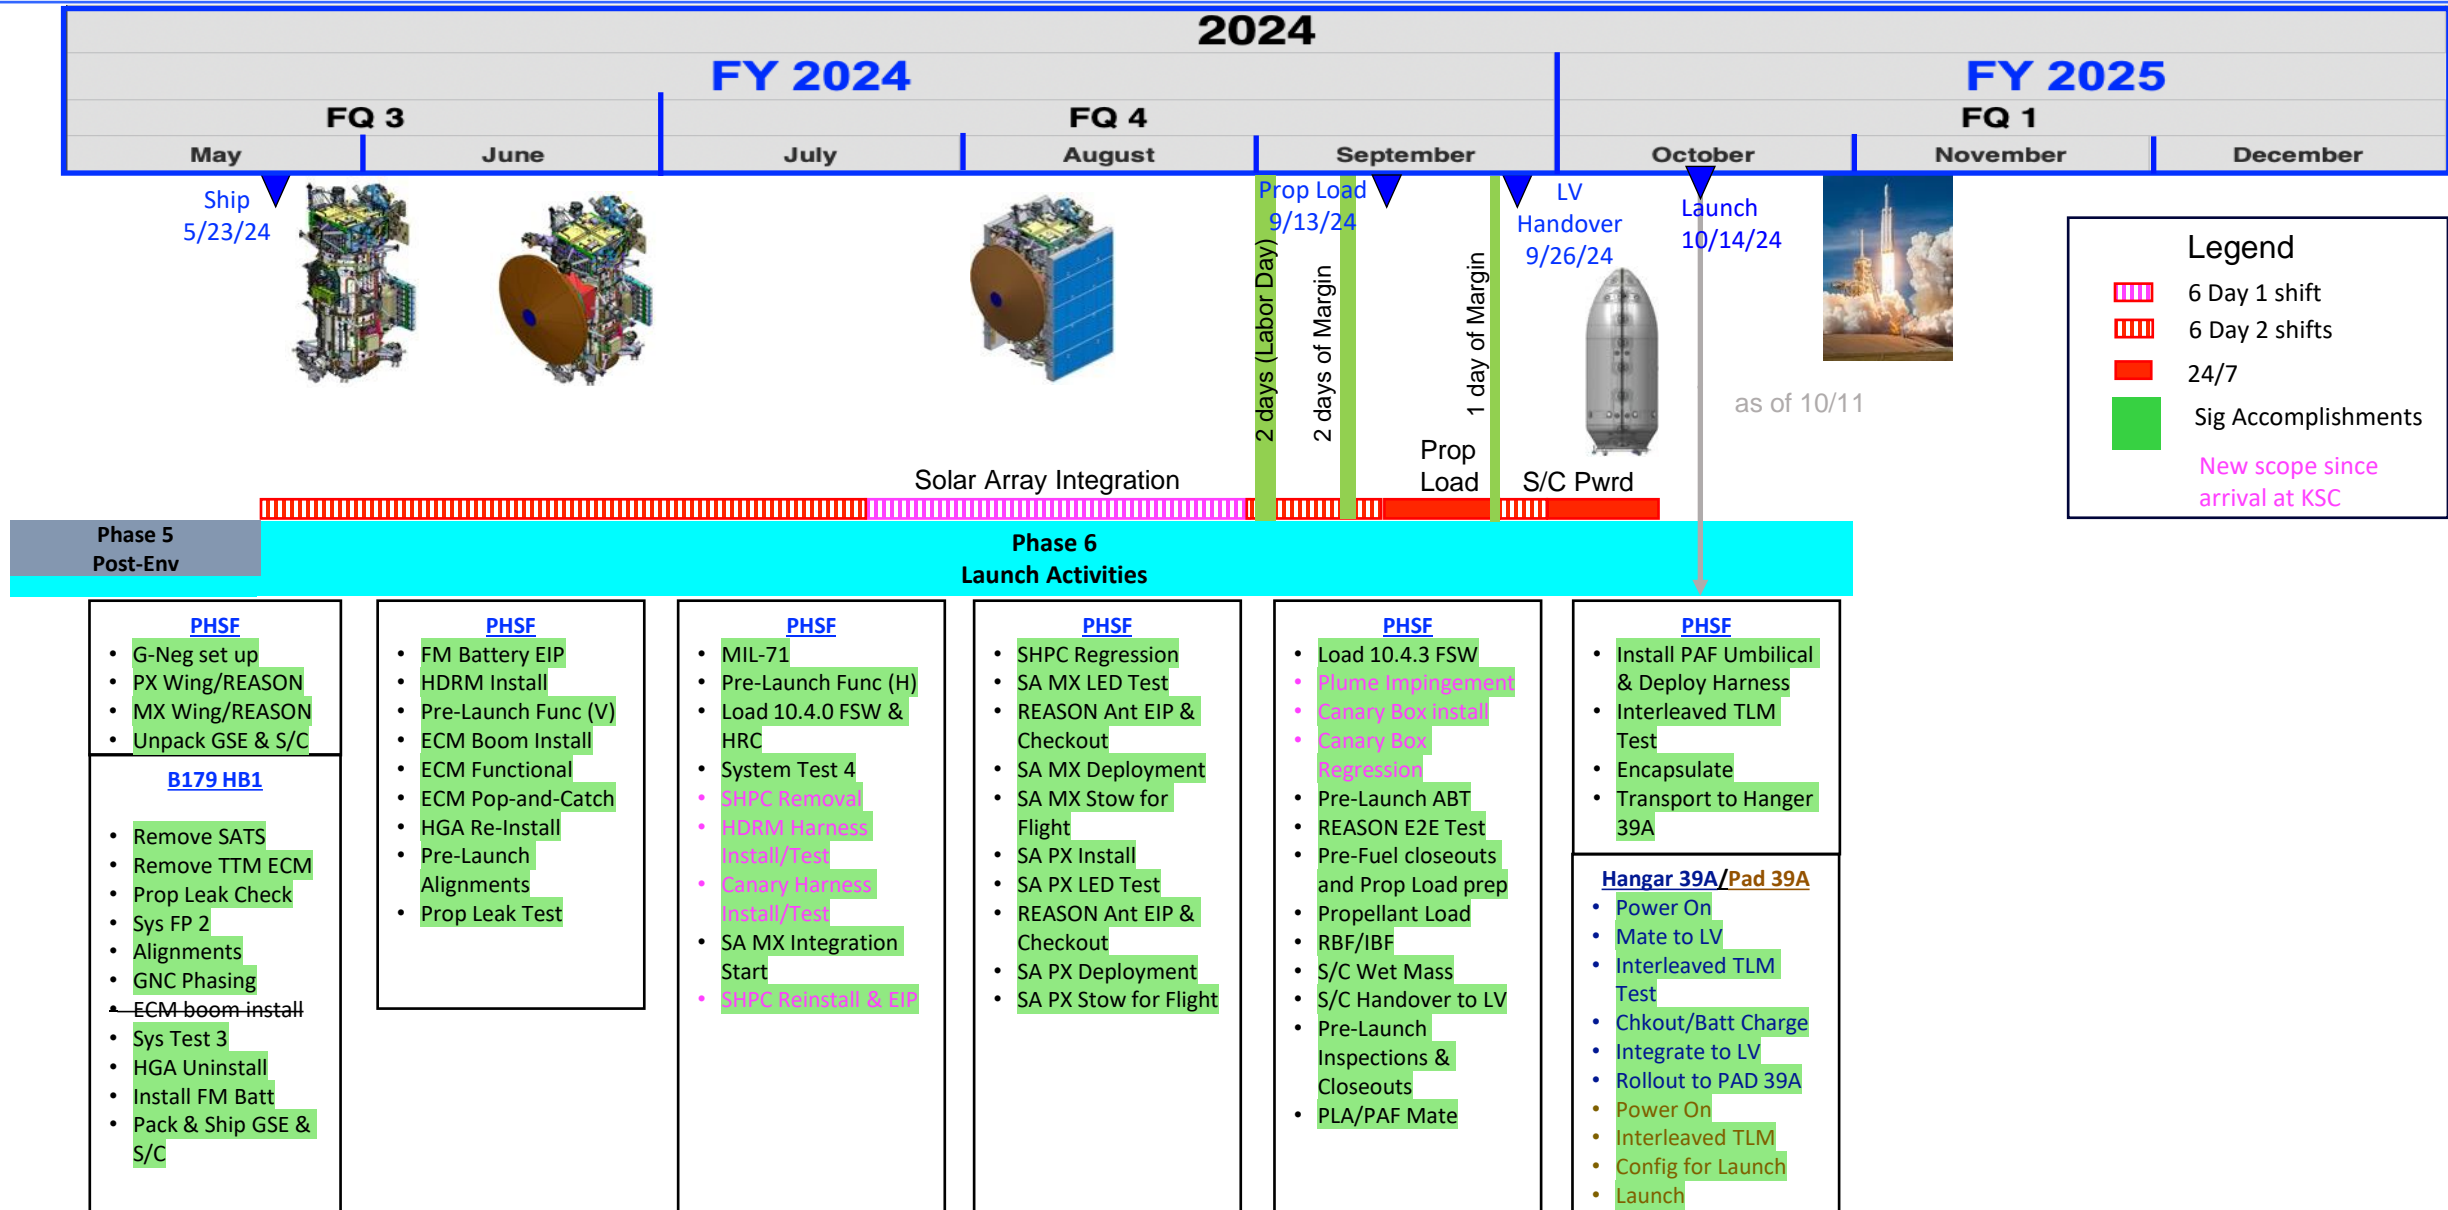 2024
FY 2024
FY 2025
FQ 3
FQ 4
FQ 1
May
June
July
August
September
October
November
December
Ship
5/23/24
Prop Load
9/13/24
LV
Handover
9/26/24
Launch
10/14/24
2 days (Labor Day)
2 days of Margin
1 day of Margin
as of 10/11
Legend
6 Day 1 shift
6 Day 2 shifts
24/7
Sig Accomplishments
New scope since
arrival at KSC
Solar Array Integration
Prop
Load
S/C Pwrd
Phase 5
Post-Env
Phase 6
Launch Activities
PHSF
• G-Neg set up
• PX Wing/REASON
• MX Wing/REASON
• Unpack GSE & S/C
B179 HB1
• Remove SATS
• Remove TTM ECM
• Prop Leak Check
• Sys FP 2
• Alignments
• GNC Phasing
• ECM boom install
• Sys Test 3
• HGA Uninstall
• Install FM Batt
• Pack & Ship GSE &
S/C
PHSF
• FM Battery EIP
• HDRM Install
• Pre-Launch Func (V)
• ECM Boom Install
• ECM Functional
• ECM Pop-and-Catch
• HGA Re-Install
• Pre-Launch
Alignments
• Prop Leak Test
PHSF
• MIL-71
• Pre-Launch Func (H)
• Load 10.4.0 FSW &
HRC
• System Test 4
• SHPC Removal
• HDRM Harness
Install/Test
• Canary Harness
Install/Test
• SA MX Integration
Start
• SHPC Reinstall & EIP
PHSF
• SHPC Regression
• SA MX LED Test
• REASON Ant EIP &
Checkout
• SA MX Deployment
• SA MX Stow for
Flight
• SA PX Install
• SA PX LED Test
• REASON Ant EIP &
Checkout
• SA PX Deployment
• SA PX Stow for Flight
PHSF
• Load 10.4.3 FSW
• Plume Impingement
• Canary Box install
• Canary Box
Regression
• Pre-Launch ABT
• REASON E2E Test
• Pre-Fuel closeouts
and Prop Load prep
• Propellant Load
• RBF/IBF
• S/C Wet Mass
• S/C Handover to LV
• Pre-Launch
Inspections &
Closeouts
• PLA/PAF Mate
PHSF
• Install PAF Umbilical
& Deploy Harness
• Interleaved TLM
Test
• Encapsulate
• Transport to Hanger
39A
Hangar 39A/Pad 39A
• Power On
• Mate to LV
• Interleaved TLM
Test
• Chkout/Batt Charge
• Integrate to LV
• Rollout to PAD 39A
• Power On
• Interleaved TLM
• Config for Launch
• Launch